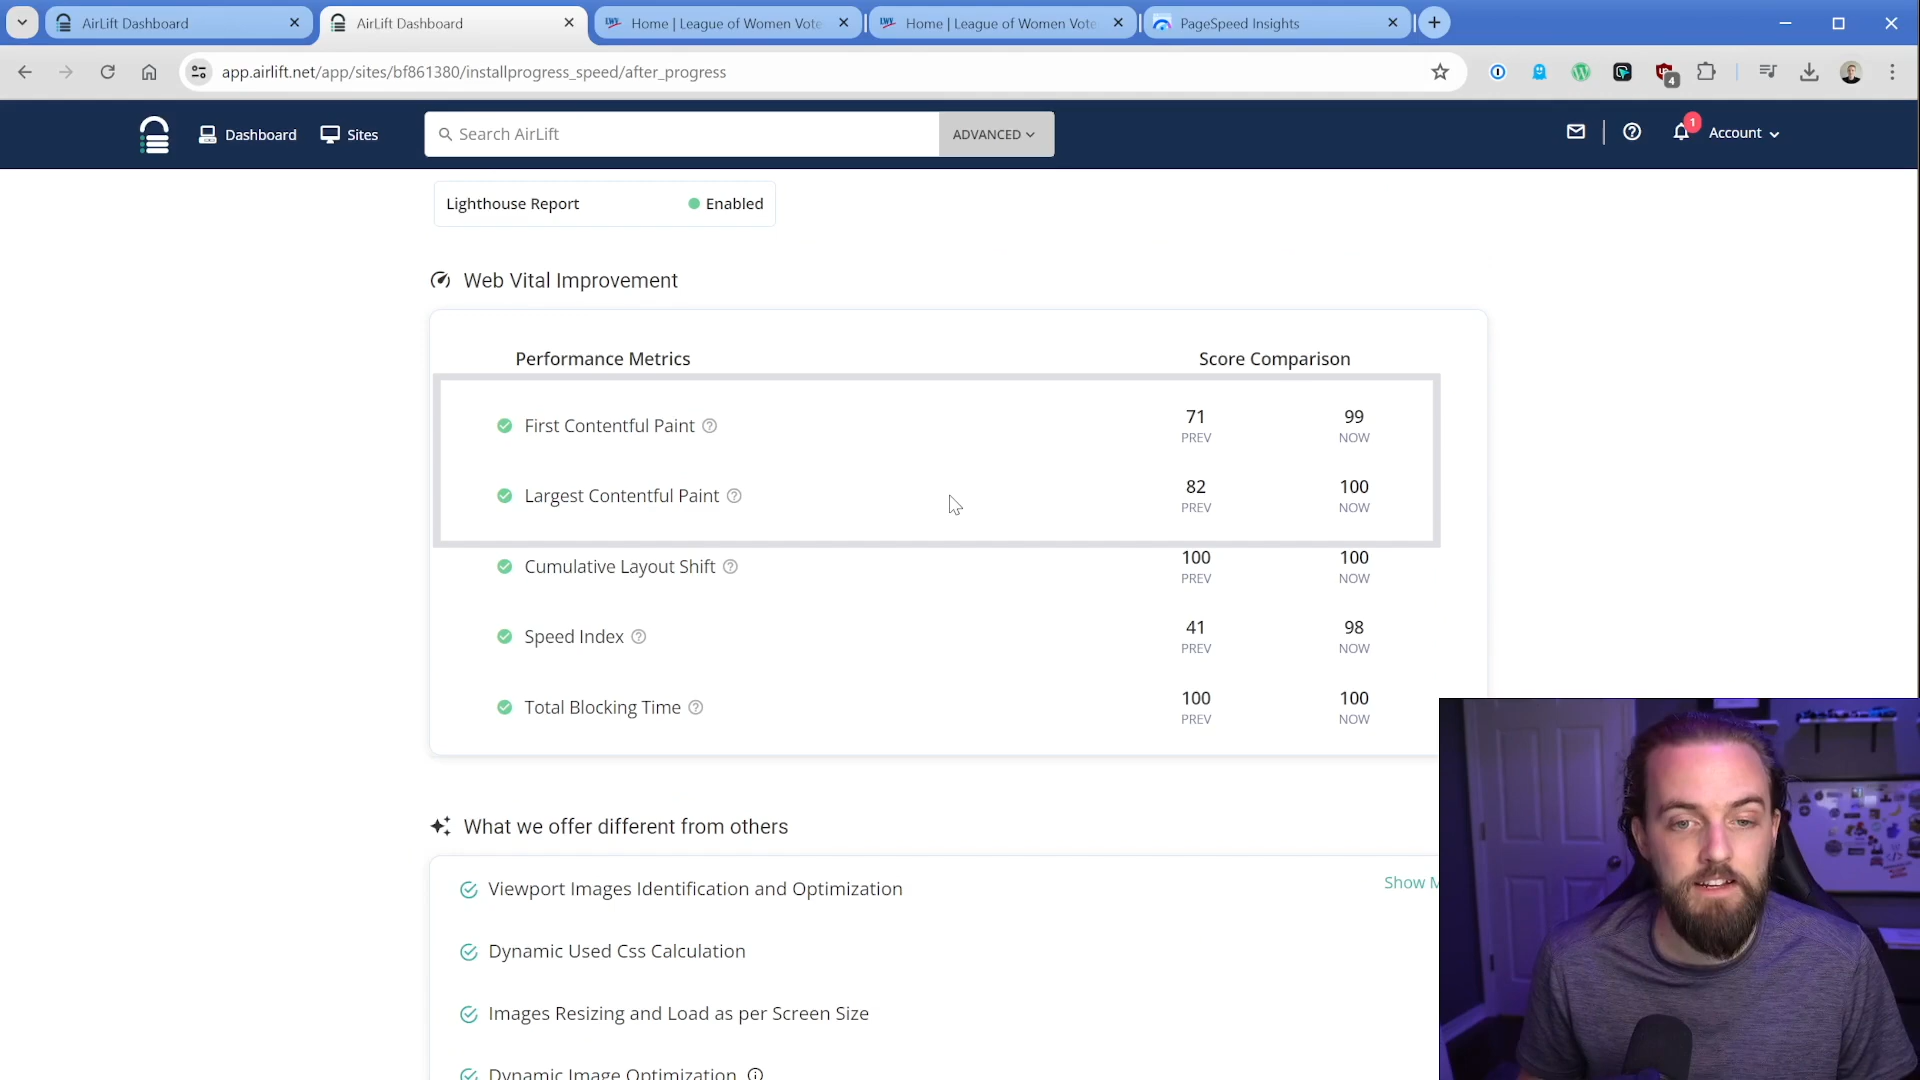 AirLift Dashboard
AirLift Dashboard
Home | League of Women Vote
Home | League of Women Vote
PageSpeed Insights
app.airlift.net/app/sites/bf861380/installprogress_speed/after_progress
4
Dashboard
Sites
Search AirLift
ADVANCED
1
Account
Lighthouse Report
Enabled
Web Vital Improvement
Performance Metrics
Score Comparison
First Contentful Paint
71
99
PREV
NOW
Largest Contentful Paint
82
100
PREV
NOW
Cumulative Layout Shift
100
100
PREV
NOW
Speed Index
41
98
PREV
NOW
Total Blocking Time
100
100
PREV
NOW
What we offer different from others
Viewport Images Identification and Optimization
Show M
Dynamic Used Css Calculation
Images Resizing and Load as per Screen Size
Dynamic Image Optimization